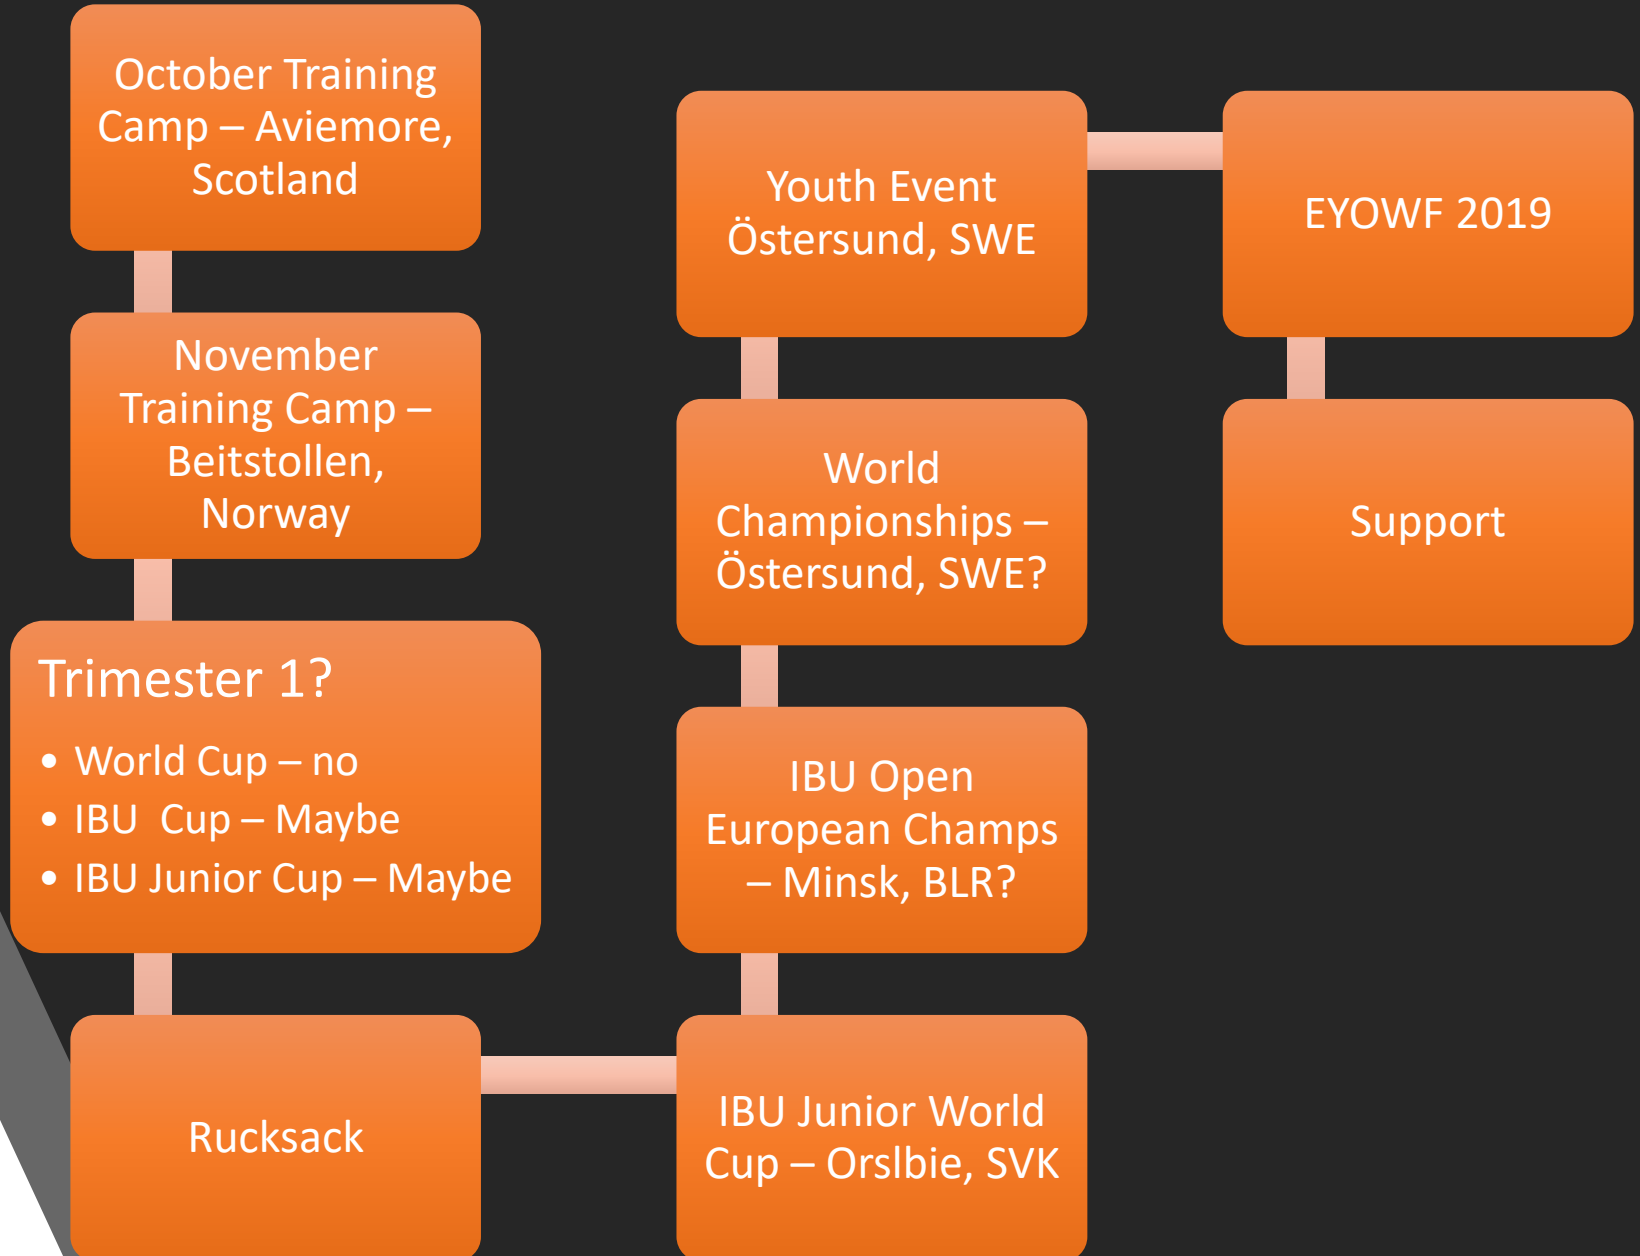 October Training
Camp – Aviemore,
Scotland
November
Training Camp –
Beitstollen,
Norway
Trimester 1?
• World Cup – no
• IBU  Cup – Maybe
• IBU Junior Cup – Maybe
Rucksack
IBU Junior World
Cup – Orslbie, SVK
IBU Open
European Champs
– Minsk, BLR?
World
Championships –
Östersund, SWE?
Youth Event
Östersund, SWE
EYOWF 2019
Support